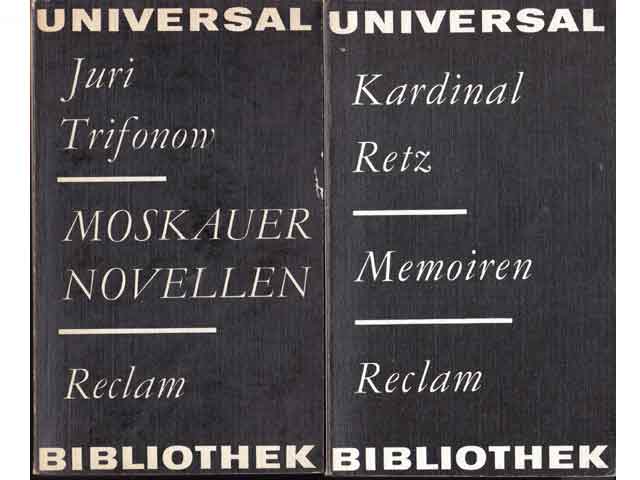 UNIVERSAL
Juri
Trifonow
MOSKAUER
NOVELLEN
Reclam
BIBLIOTHEK
UNIVERSAL
Kardinal
Retz
Memoiren
Reclam
BIBLIOTHEK